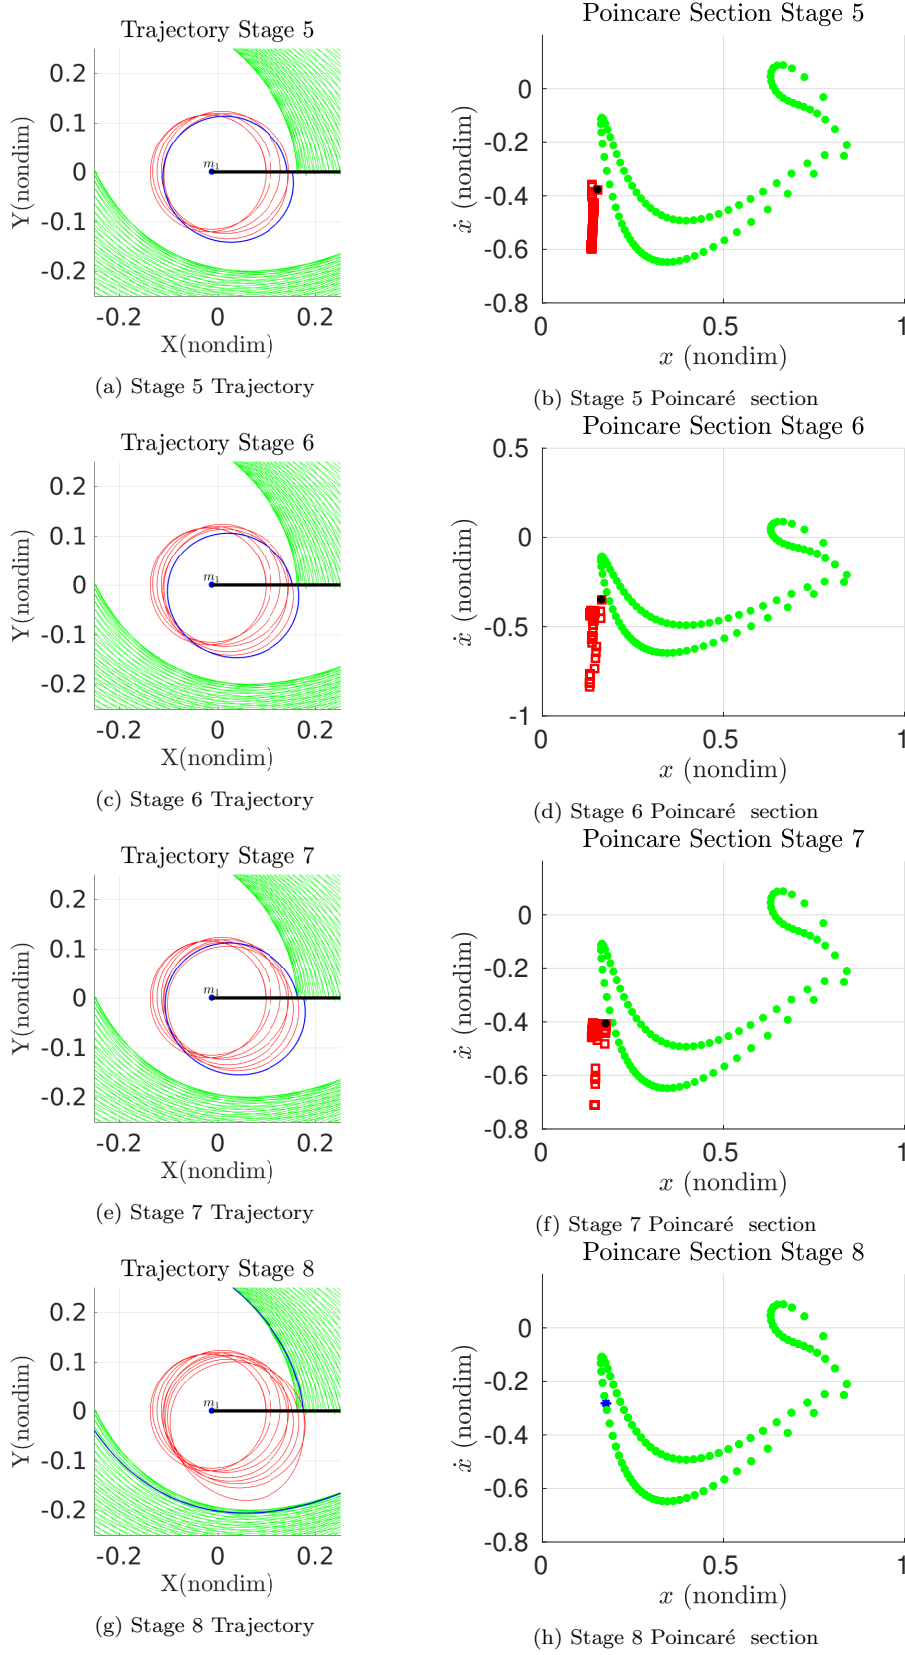 Trajectory Stage 5
0.2
0.1
0
-0.1
-0.2
Y(nondim)
m1
-0.2 0 0.2
X(nondim)
(a) Stage 5 Trajectory
Poincare Section Stage 5
0
-0.2
-0.4
-0.6
-0.8
ẋ (nondim)
0 0.5 1
x (nondim)
(b) Stage 5 Poincaré section
Trajectory Stage 6
0.2
0.1
0
-0.1
-0.2
Y(nondim)
m1
-0.2 0 0.2
X(nondim)
(c) Stage 6 Trajectory
Poincare Section Stage 6
0.5
0
-0.5
-1
ẋ (nondim)
0 0.5 1
x (nondim)
(d) Stage 6 Poincaré section
Trajectory Stage 7
0.2
0.1
0
-0.1
-0.2
Y(nondim)
m1
-0.2 0 0.2
X(nondim)
(e) Stage 7 Trajectory
Poincare Section Stage 7
0
-0.2
-0.4
-0.6
-0.8
ẋ (nondim)
0 0.5 1
x (nondim)
(f) Stage 7 Poincaré section
Trajectory Stage 8
0.2
0.1
0
-0.1
-0.2
Y(nondim)
m1
-0.2 0 0.2
X(nondim)
(g) Stage 8 Trajectory
Poincare Section Stage 8
0
-0.2
-0.4
-0.6
-0.8
ẋ (nondim)
0 0.5 1
x (nondim)
(h) Stage 8 Poincaré section